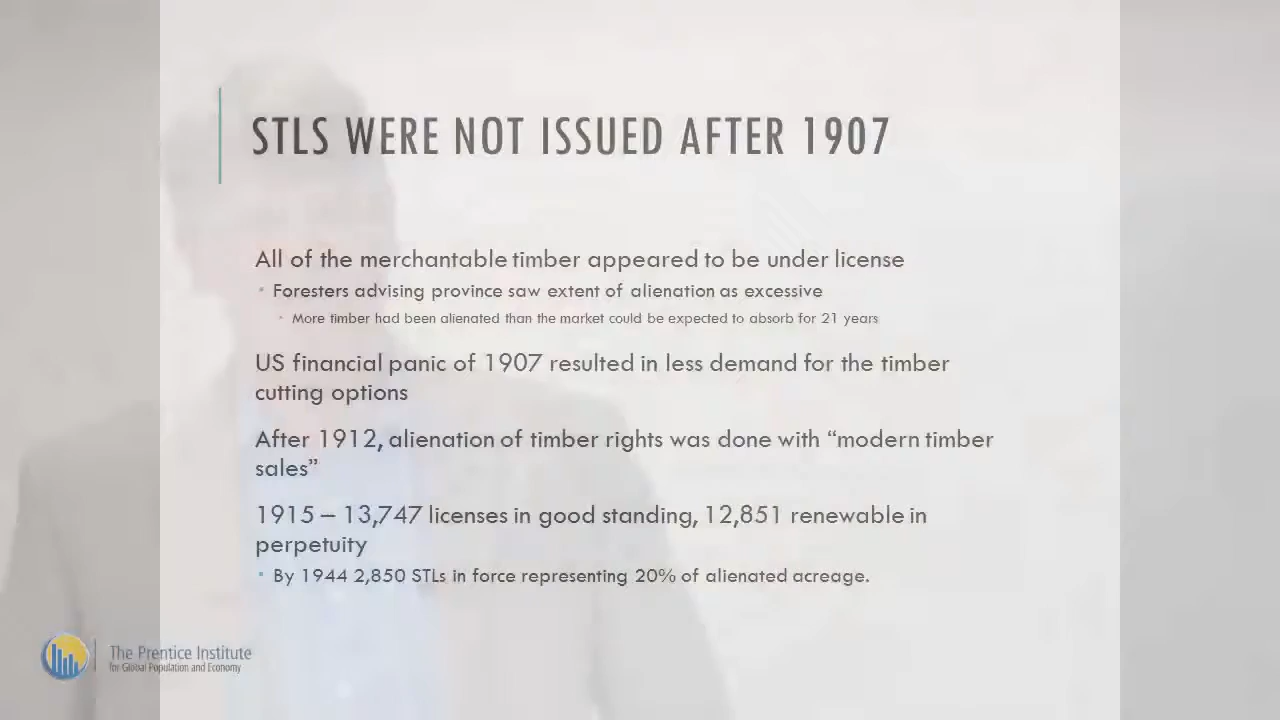 STLS WERE NOT ISSUED AFTER 1907
All of the merchantable timber appeared to be under license
Foresters advising province saw extent of alienation as excessive
More timber had been alienated than the market could be expected to absorb for 21 years
US financial panic of 1907 resulted in less demand for the timber
cutting options
After 1912, alienation of timber rights was done with “modern timber
sales”
1915 – 13,747 licenses in good standing, 12,851 renewable in
perpetuity
By 1944 2,850 STLs in force representing 20% of alienated acreage.
The Prentice Institute
for Global Population and Economy